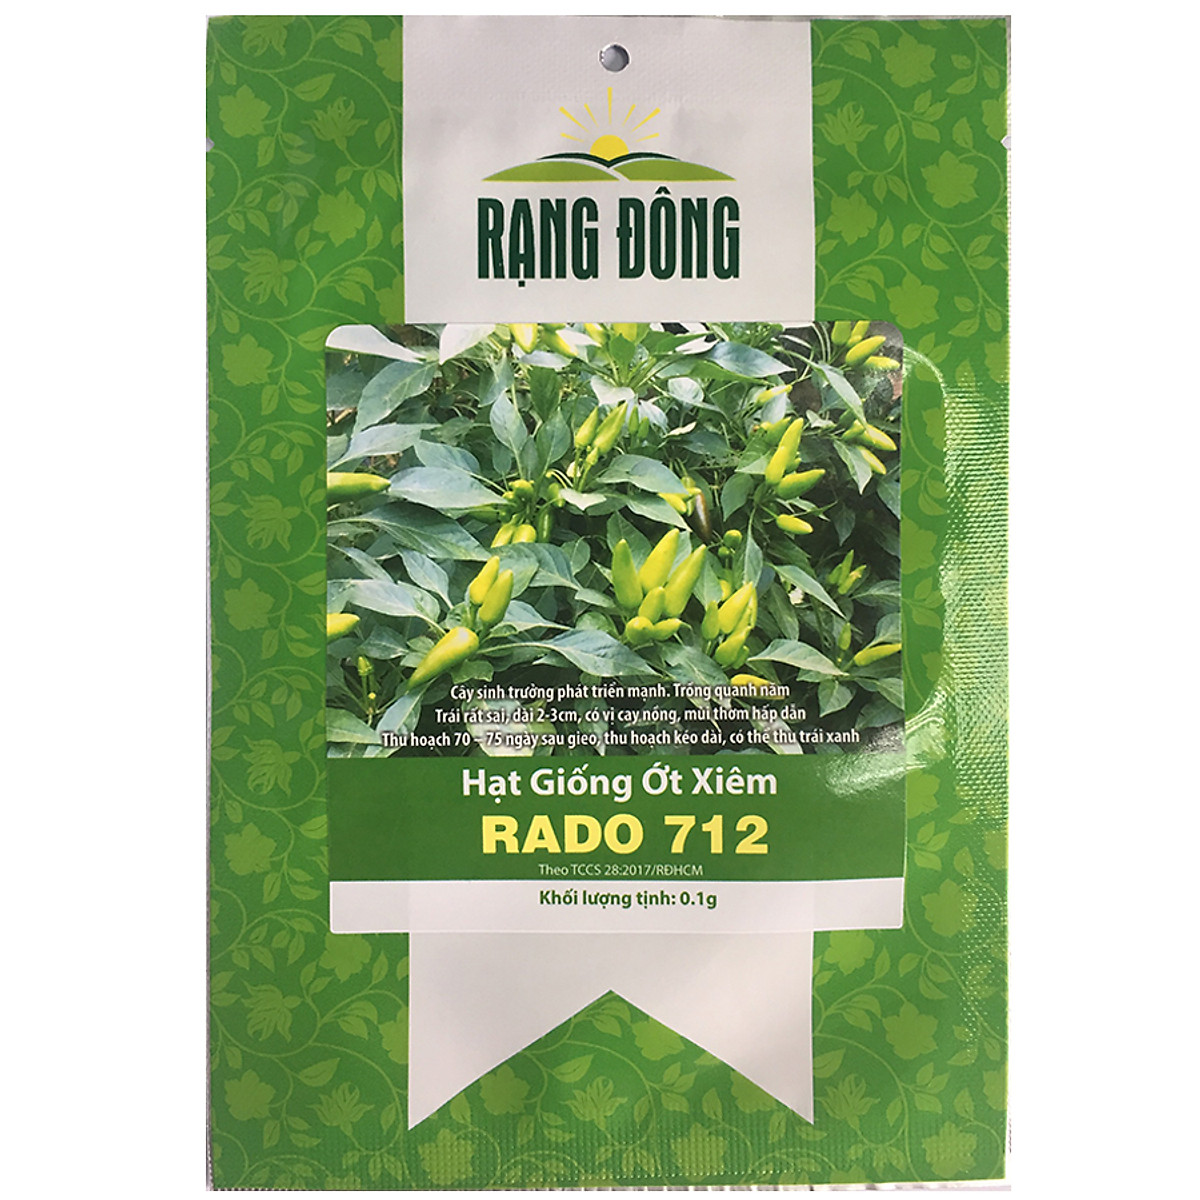 RẠNG ĐÔNG
Cây sinh trưởng phát triển mạnh. Trồng quanh năm
Trái rất sai, dài 2-3cm, có vị cay nồng, mùi thơm hấp dẫn
Thu hoạch 70 – 75 ngày sau gieo, thu hoạch kéo dài, có thể thu trái xanh
Hạt Giống Ớt Xiêm
RADO 712
Theo TCCS 28:2017/RĐHCM
Khối lượng tịnh: 0.1g